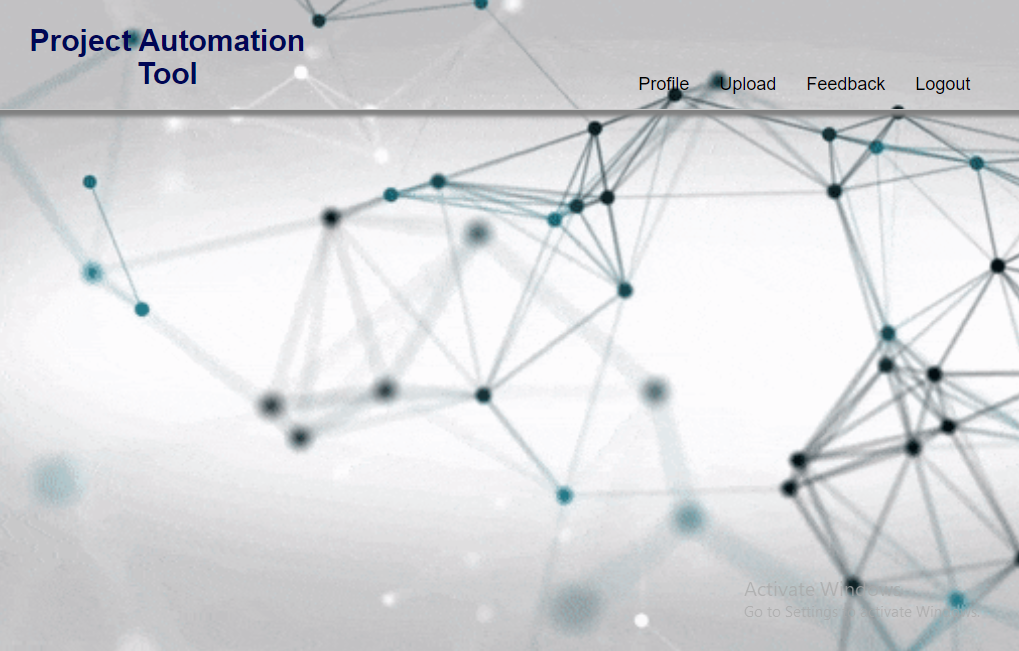 Project Automation
Tool
Profile
Upload
Feedback
Logout
Activate Windows
Go to Settings to activate Windows.